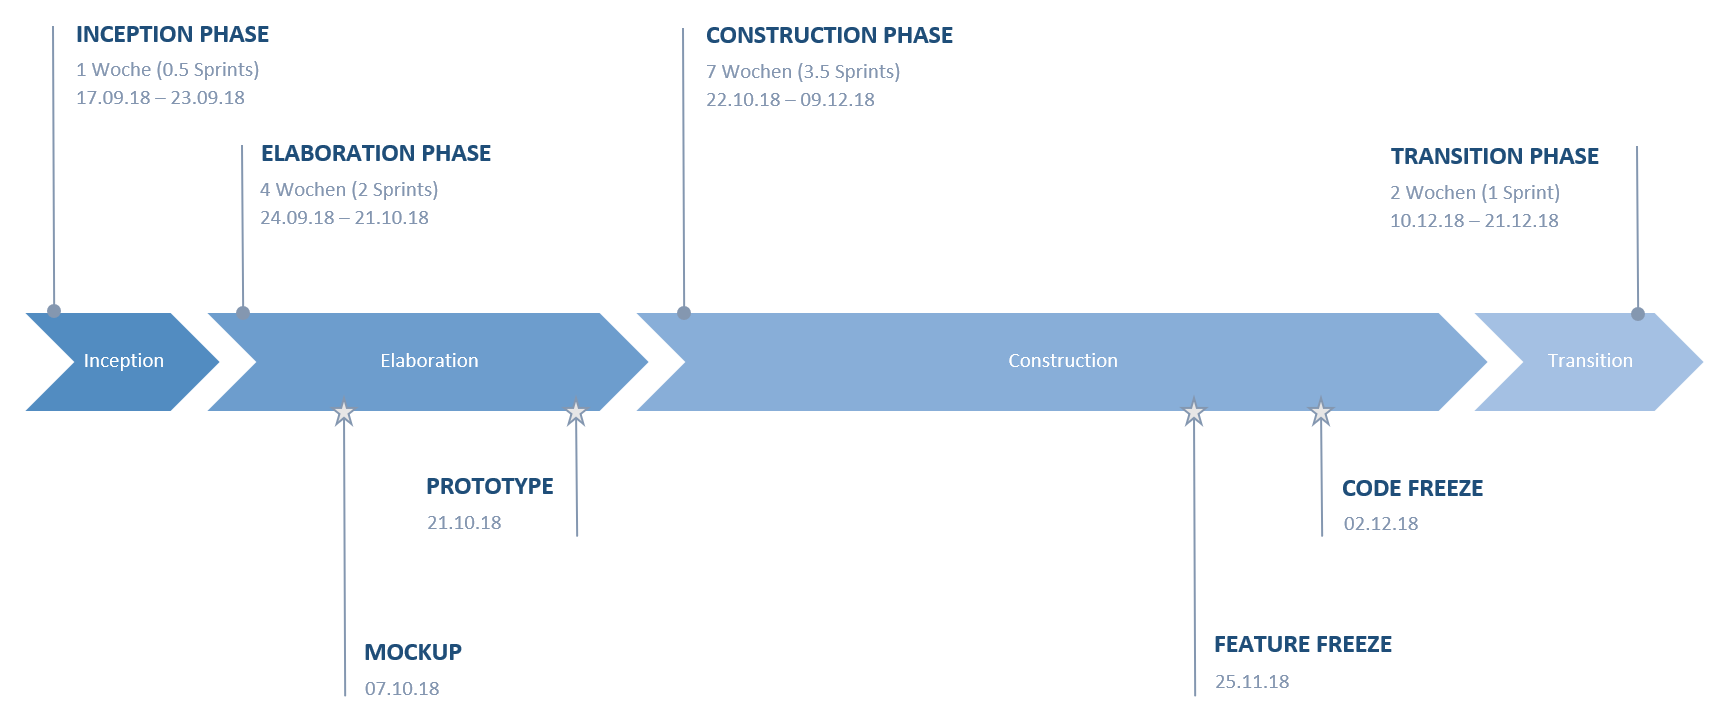 INCEPTION PHASE
1 Woche (0.5 Sprints)
17.09.18 – 23.09.18
CONSTRUCTION PHASE
7 Wochen (3.5 Sprints)
22.10.18 – 09.12.18
ELABORATION PHASE
4 Wochen (2 Sprints)
24.09.18 – 21.10.18
TRANSITION PHASE
2 Wochen (1 Sprint)
10.12.18 – 21.12.18
Inception
Elaboration
Construction
Transition
PROTOTYPE
21.10.18
CODE FREEZE
02.12.18
MOCKUP
07.10.18
FEATURE FREEZE
25.11.18